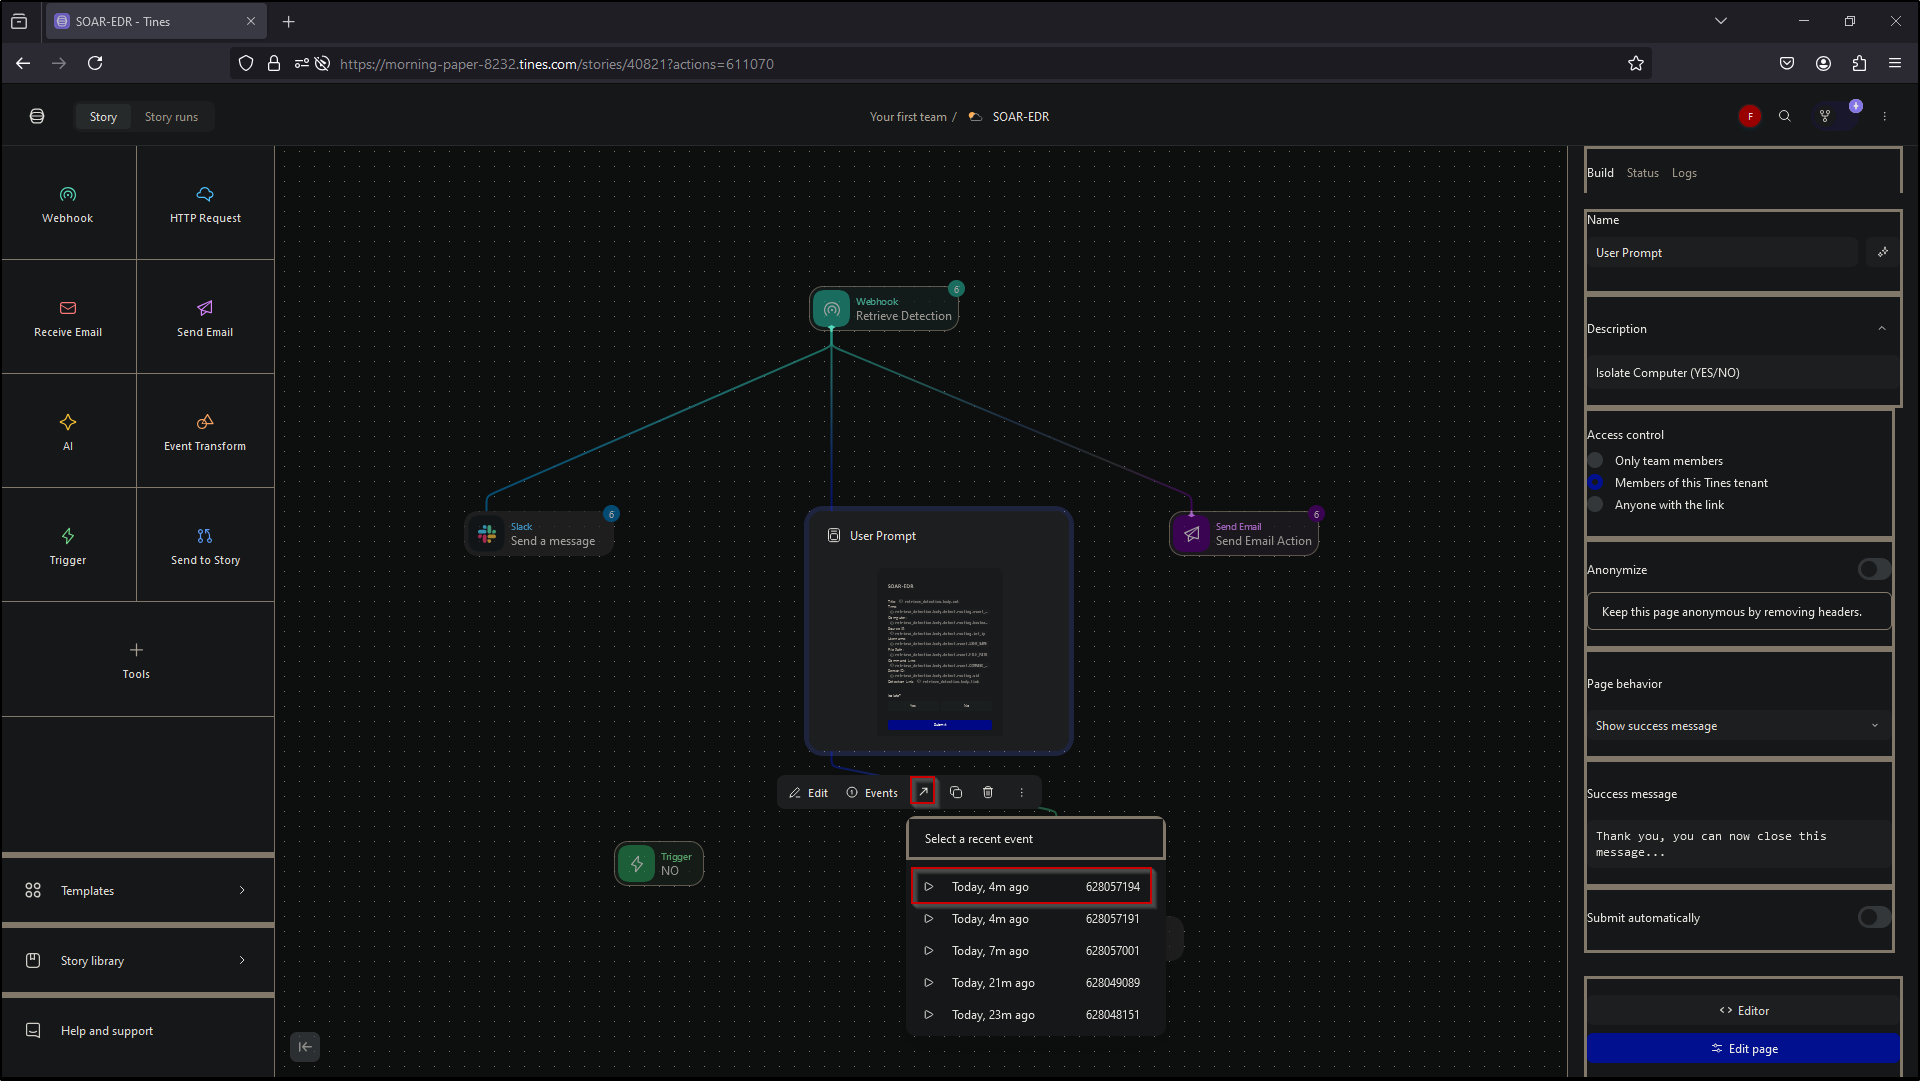 SOAR-EDR - Tines
https://morning-paper-8232.tines.com/stories/40821?actions=611070
Story
Story runs
Your first team /
SOAR-EDR
F
Webhook
HTTP Request
Receive Email
Send Email
AI
Event Transform
Trigger
Send to Story
Tools
Templates
Story library
Help and support
Webhook
Retrieve Detection
6
Slack
Send a message
6
User Prompt
SOAR-EDR
Submit
Send Email
Send Email Action
6
Edit
Events
Trigger
NO
Select a recent event
Today, 4m ago 628057194
Today, 4m ago 628057191
Today, 7m ago 628057001
Today, 21m ago 628049089
Today, 23m ago 628048151
Build Status Logs
Name
User Prompt
Description
Isolate Computer (YES/NO)
Access control
Only team members
Members of this Tines tenant
Anyone with the link
Anonymize
Keep this page anonymous by removing headers.
Page behavior
Show success message
Success message
Thank you, you can now close this
message...
Submit automatically
Editor
Edit page